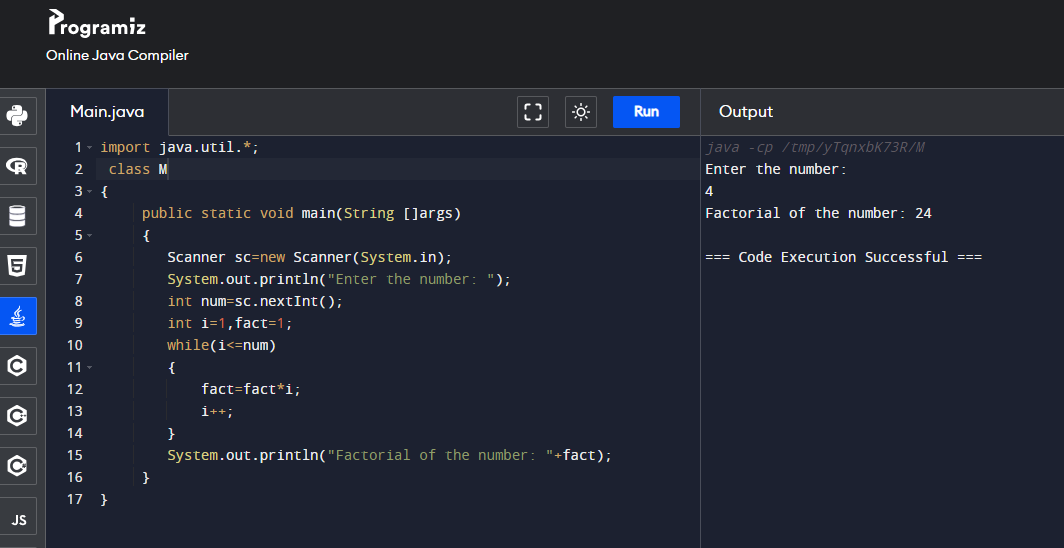 Programiz
Online Java Compiler
Main.java
Run
Output
1 import java.util.*;
2 class M
3 {
4 public static void main(String []args)
5 {
6 Scanner sc=new Scanner(System.in);
7 System.out.println("Enter the number: ");
8 int num=sc.nextInt();
9 int i=1,fact=1;
10 while(i<=num)
11 {
12 fact=fact*i;
13 i++;
14 }
15 System.out.println("Factorial of the number: "+fact);
16 }
17 }
java -cp /tmp/yTqnxbK73R/M
Enter the number:
4
Factorial of the number: 24
=== Code Execution Successful ===
R
5
C
C
C
JS